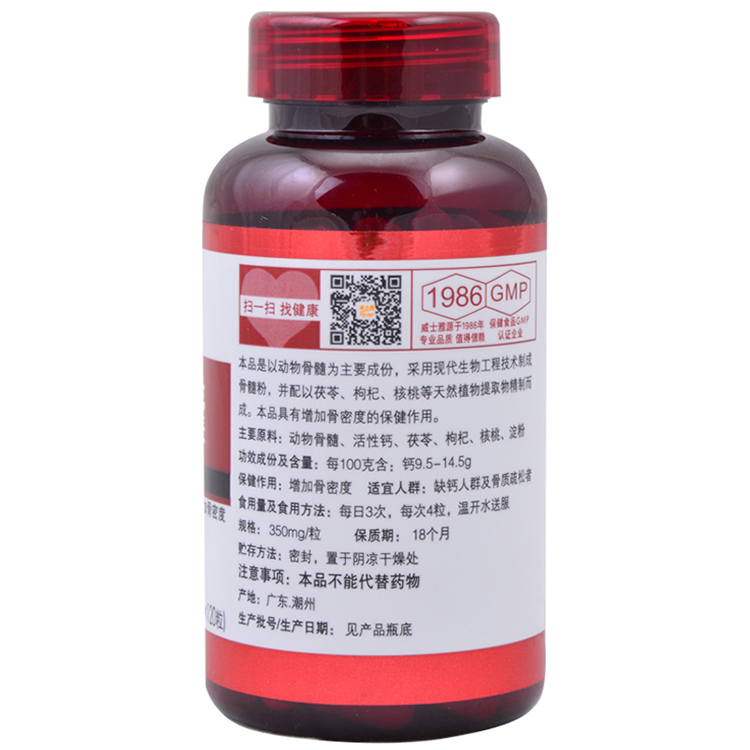 扫一扫 找健康
1986
GMP
威士雅源于1986年
专业品质 值得信赖
保健食品GMP
认证企业
本品是以动物骨髓为主要成份，采用现代生物工程技术制成
骨髓粉，并配以茯苓、枸杞、核桃等天然植物提取物精制而
成。本品具有增加骨密度的保健作用。
主要原料：动物骨髓、活性钙、茯苓、枸杞、核桃、淀粉
功效成份及含量：每100克含：钙9.5-14.5g
保健作用：增加骨密度 适宜人群：缺钙人群及骨质疏松者
食用量及食用方法：每日3次，每次4粒，温开水送服
规格：350mg/粒 保质期：18个月
贮存方法：密封，置于阴凉干燥处
注意事项：本品不能代替药物
产地：广东.潮州
生产批号/生产日期：见产品瓶底
骨密度
120粒)